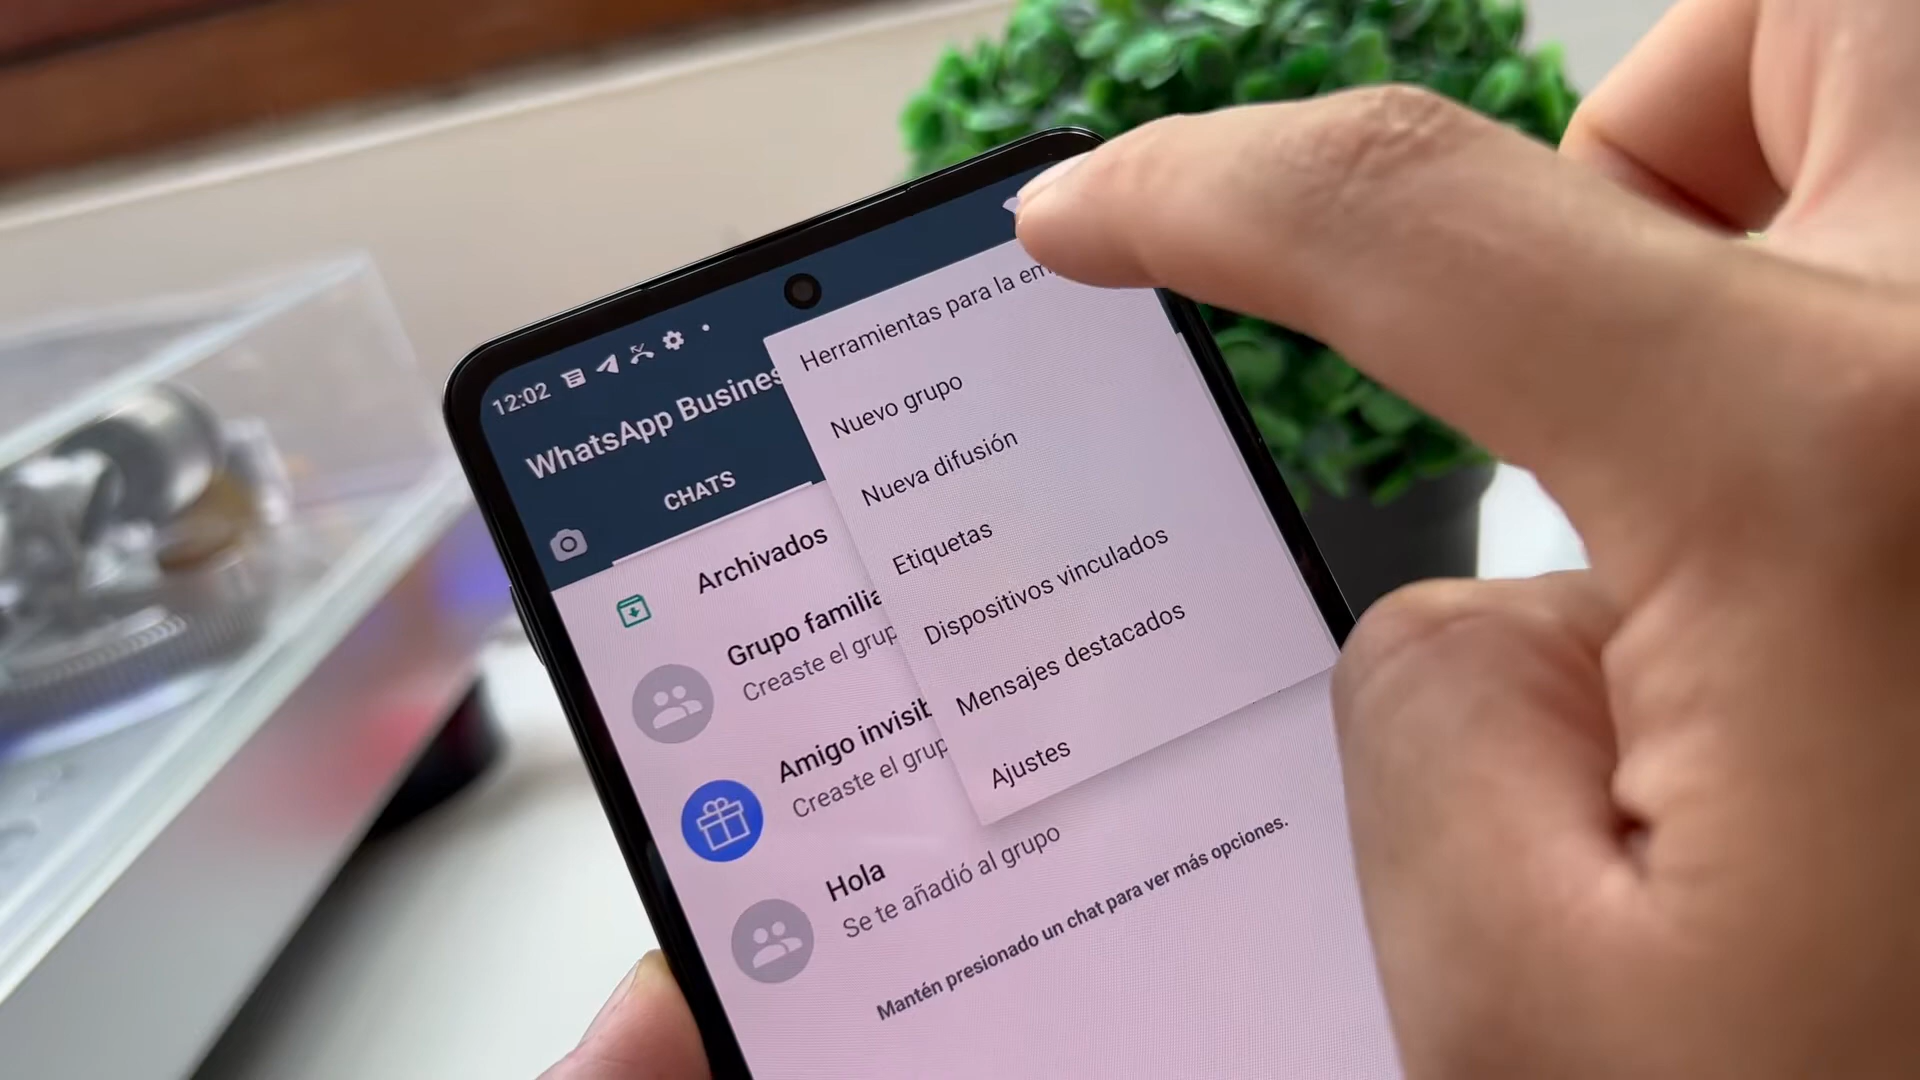 12:02
WhatsApp Busines
CHATS
Herramientas para la em
Nuevo grupo
Nueva difusión
Etiquetas
Dispositivos vinculados
Mensajes destacados
Ajustes
Archivados
Grupo familia
Creaste el grup
Amigo invisib
Creaste el grup
Hola
Se te añadió al grupo
Mantén presionado un chat para ver más opciones.